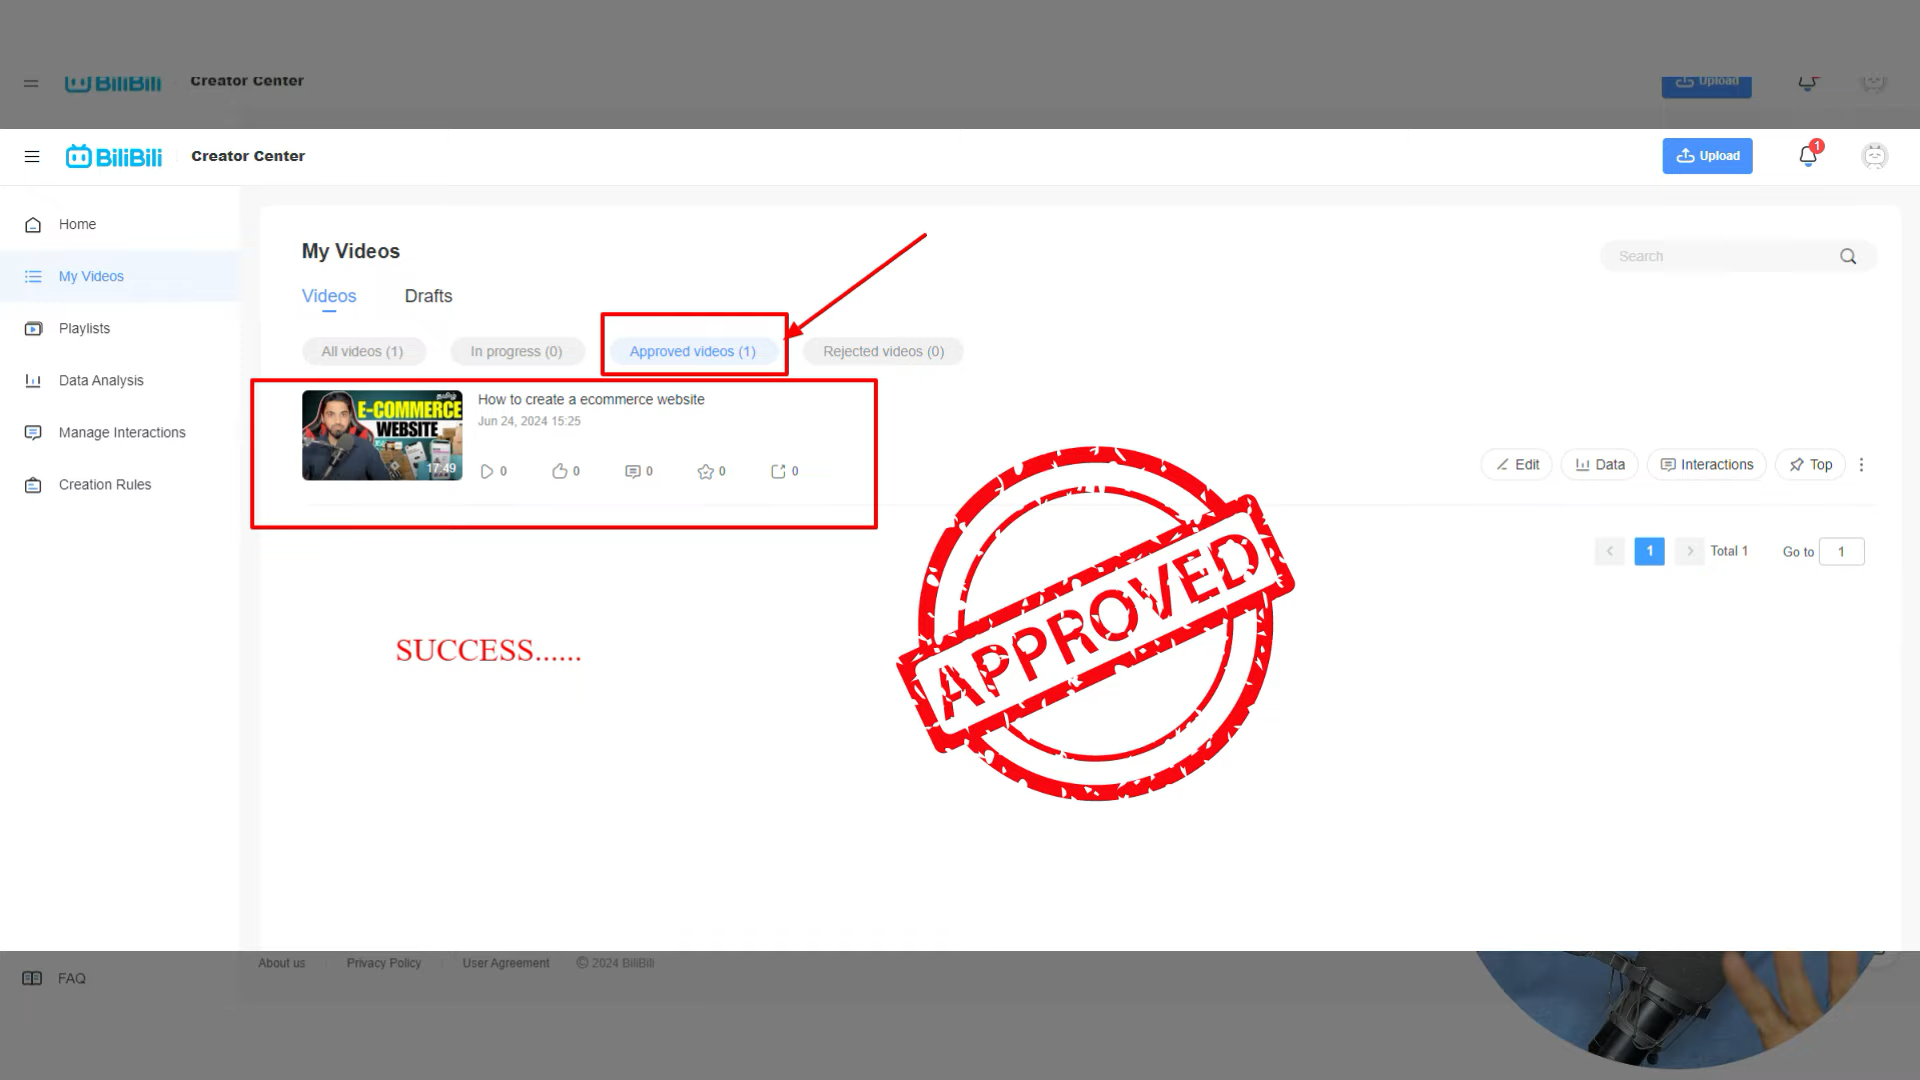 BiliBili Creator Center Upload
BiliBili Creator Center Upload 1
Home
My Videos
Playlists
Data Analysis
Manage Interactions
Creation Rules
FAQ
My Videos
Search
Videos Drafts
All videos (1) In progress (0) Approved videos (1) Rejected videos (0)
தமிழ்
E-COMMERCE
WEBSITE
17:49
How to create a ecommerce website
Jun 24, 2024 15:25
0 0 0 0 0
Edit Data Interactions Top
1 Total 1 Go to 1
SUCCESS......
APPROVED
About us Privacy Policy User Agreement © 2024 BiliBili